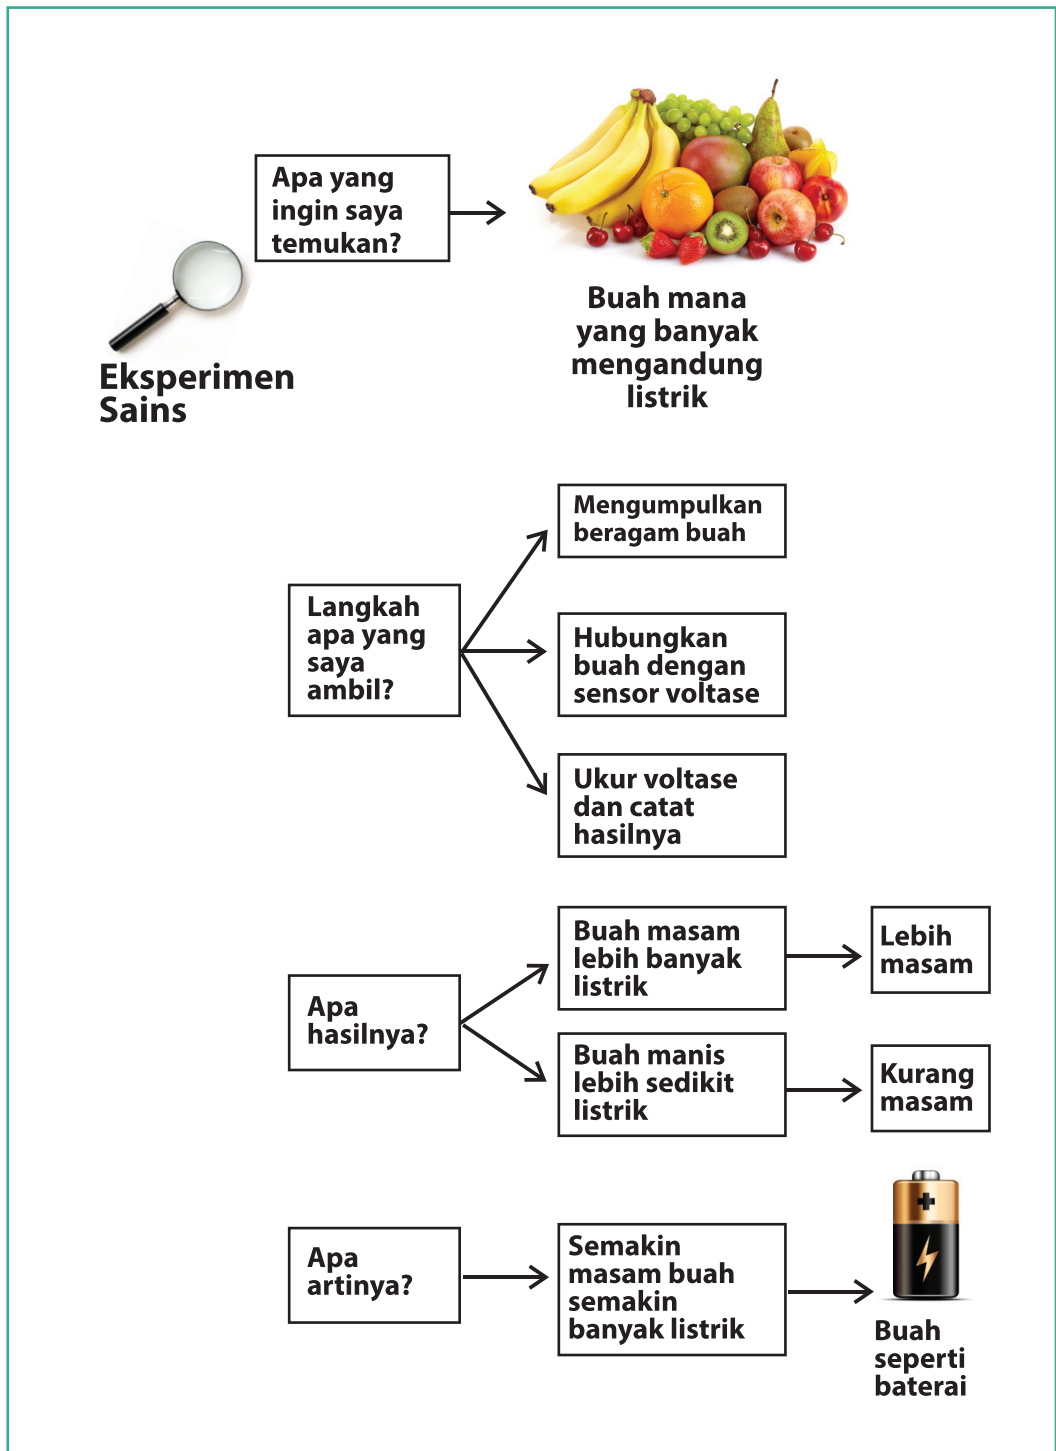 Apa yang
ingin saya
temukan?
Eksperimen
Sains
Buah mana
yang banyak
mengandung
listrik
Langkah
apa yang
saya
ambil?
Mengumpulkan
beragam buah
Hubungkan
buah dengan
sensor voltase
Ukur voltase
dan catat
hasilnya
Apa
hasilnya?
Buah masam
lebih banyak
listrik
Lebih
masam
Buah manis
lebih sedikit
listrik
Kurang
masam
Apa
artinya?
Semakin
masam buah
semakin
banyak listrik
Buah
seperti
baterai